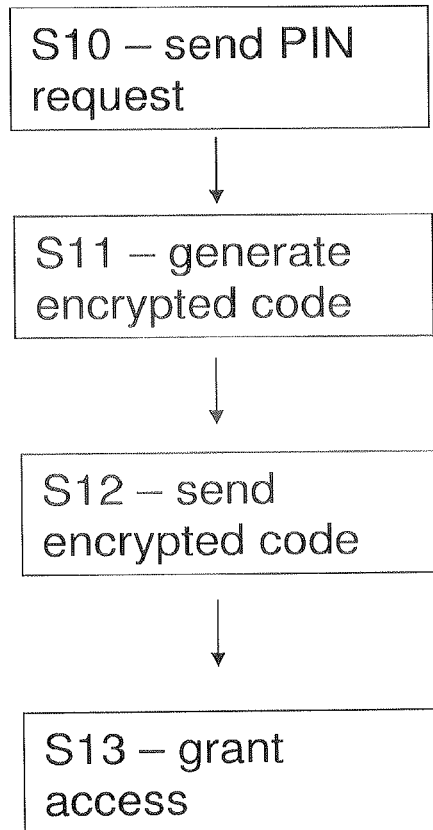 S10 – send PIN
request
S11 – generate
encrypted code
S12 – send
encrypted code
S13 – grant
access